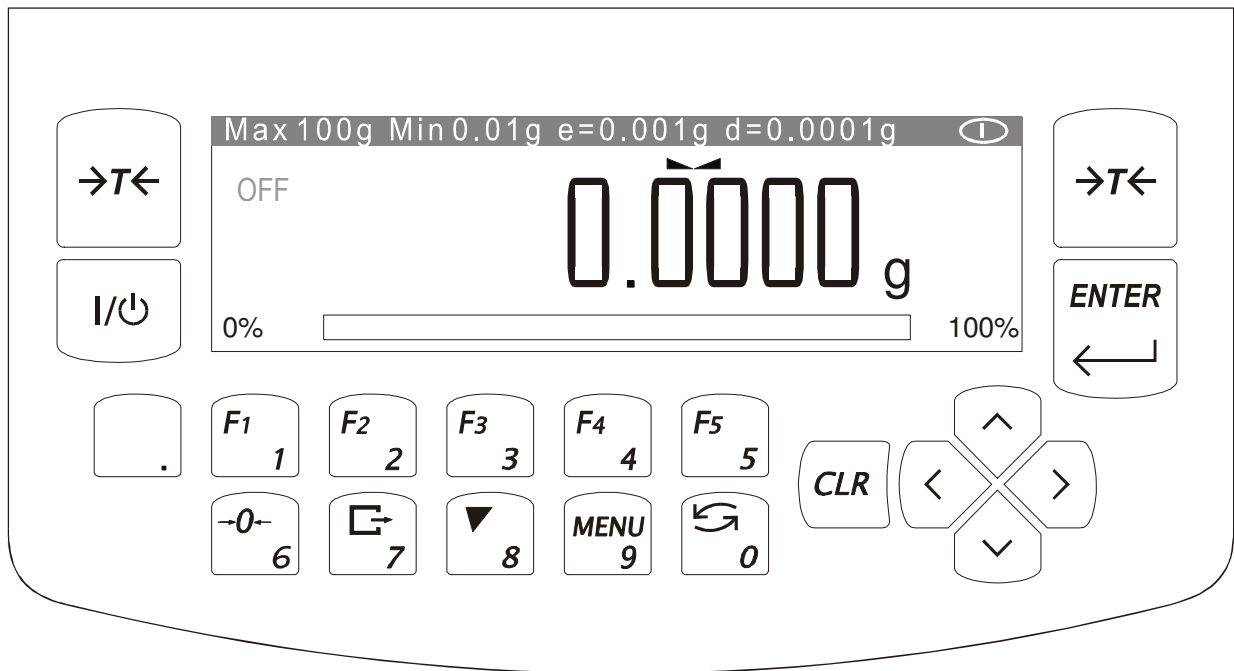 Max 100g Min 0.01g e=0.001g d=0.0001g I
→T←
→T←
OFF
0.0000 g
I/⏻
ENTER
0% 100%
.
F1 1
F2 2
F3 3
F4 4
F5 5
CLR
→0← 6
7
8
MENU 9
0